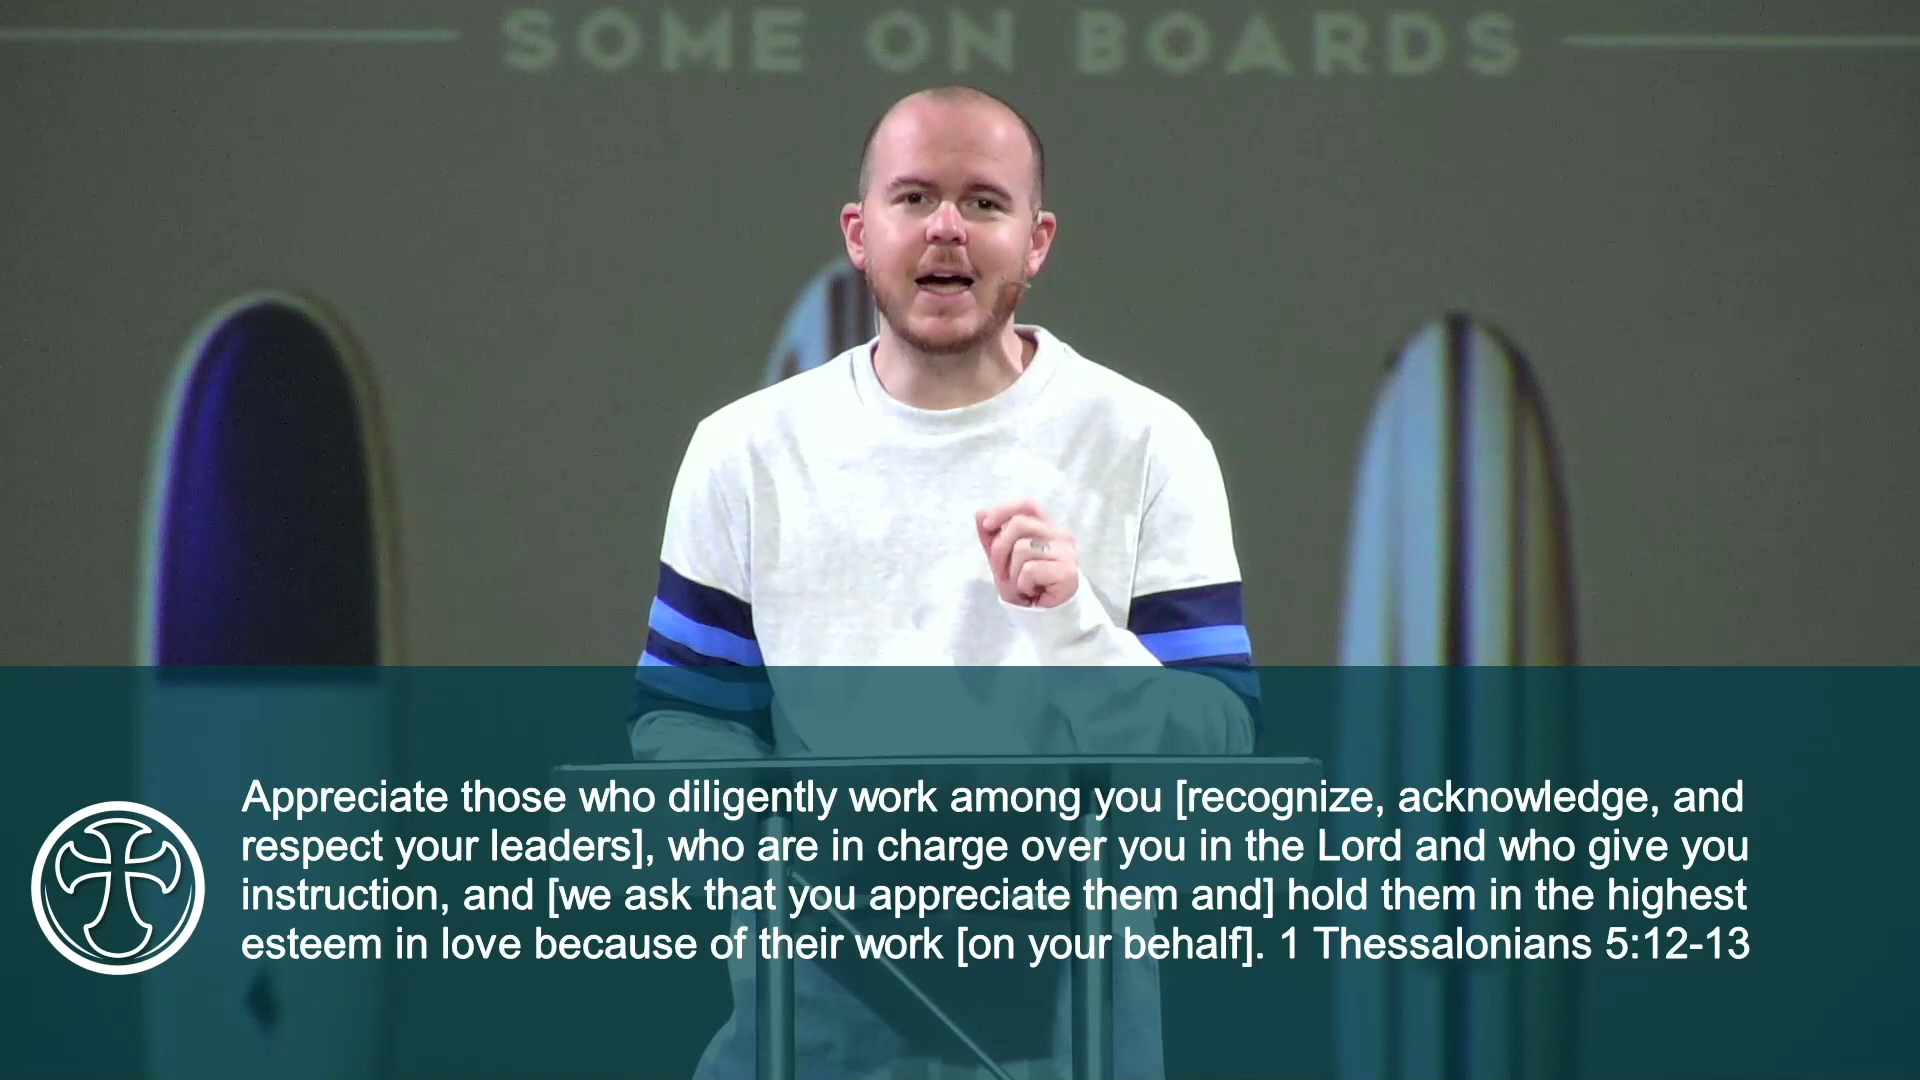 SOME ON BOARDS
Appreciate those who diligently work among you [recognize, acknowledge, and
respect your leaders], who are in charge over you in the Lord and who give you
instruction, and [we ask that you appreciate them and] hold them in the highest
esteem in love because of their work [on your behalf]. 1 Thessalonians 5:12-13